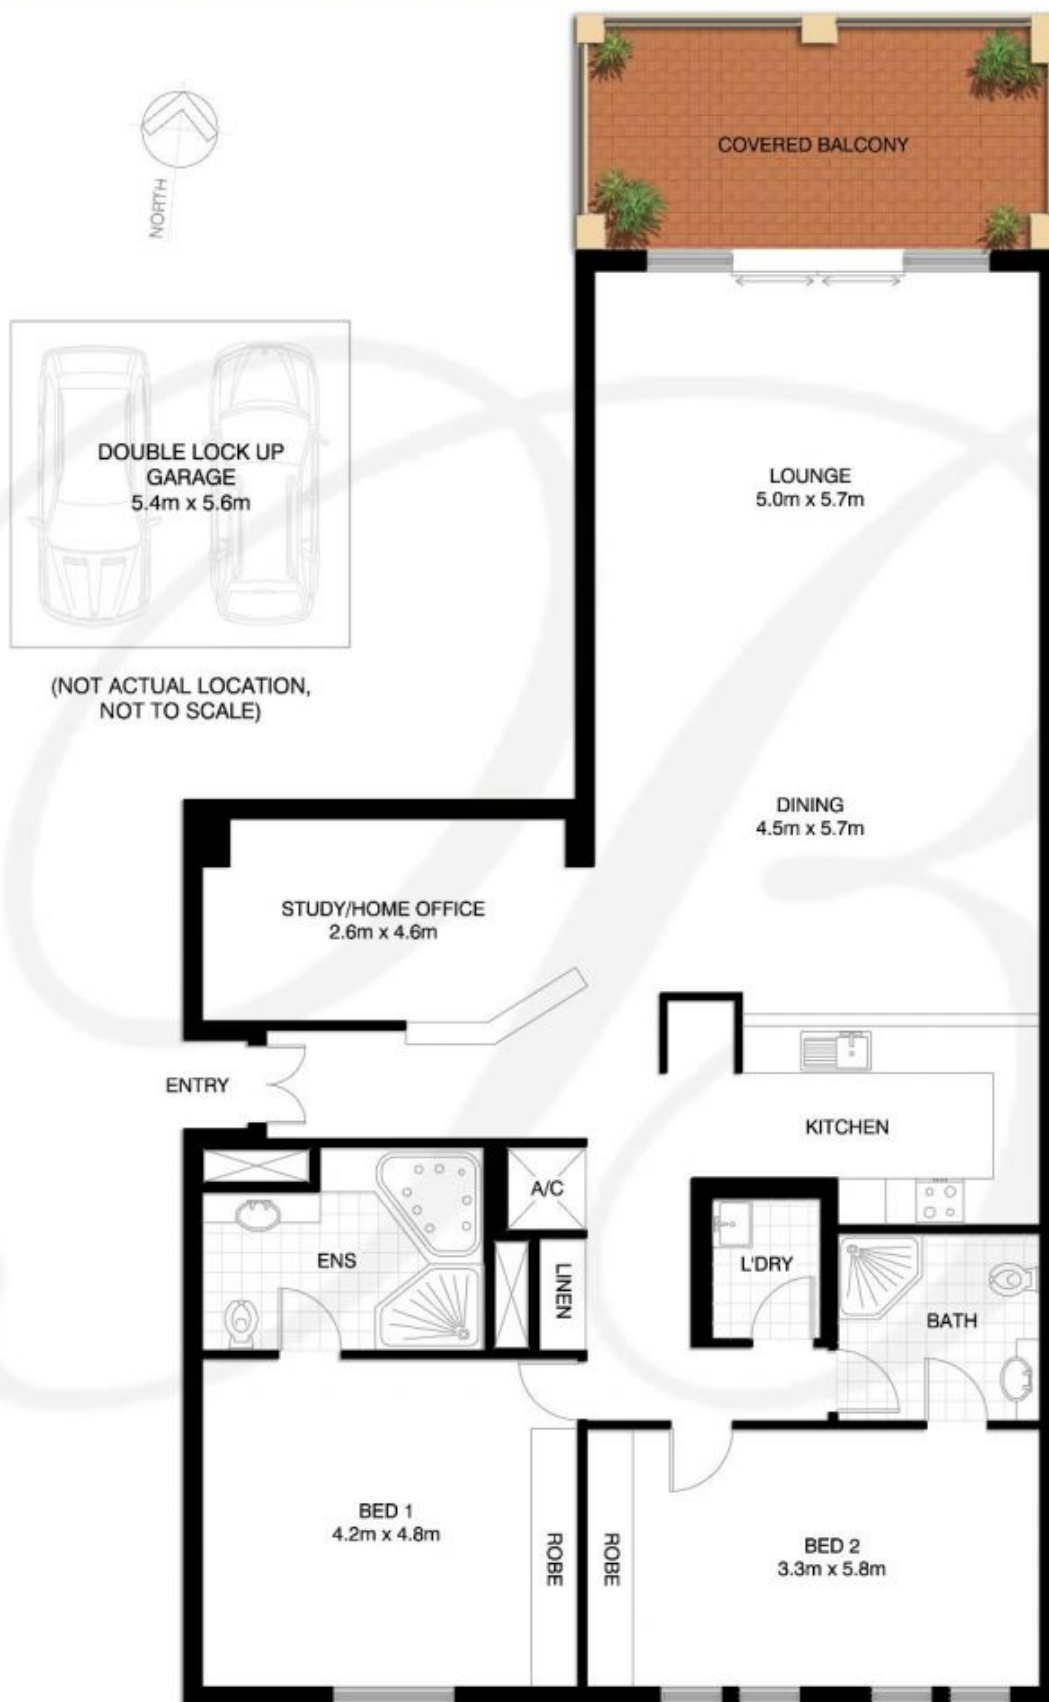 COVERED BALCONY
NORTH
DOUBLE LOCK UP
GARAGE
5.4m x 5.6m
(NOT ACTUAL LOCATION,
NOT TO SCALE)
LOUNGE
5.0m x 5.7m
DINING
4.5m x 5.7m
STUDY/HOME OFFICE
2.6m x 4.6m
ENTRY
KITCHEN
A/C
ENS
LINEN
L'DRY
BATH
BED 1
4.2m x 4.8m
ROBE
ROBE
BED 2
3.3m x 5.8m